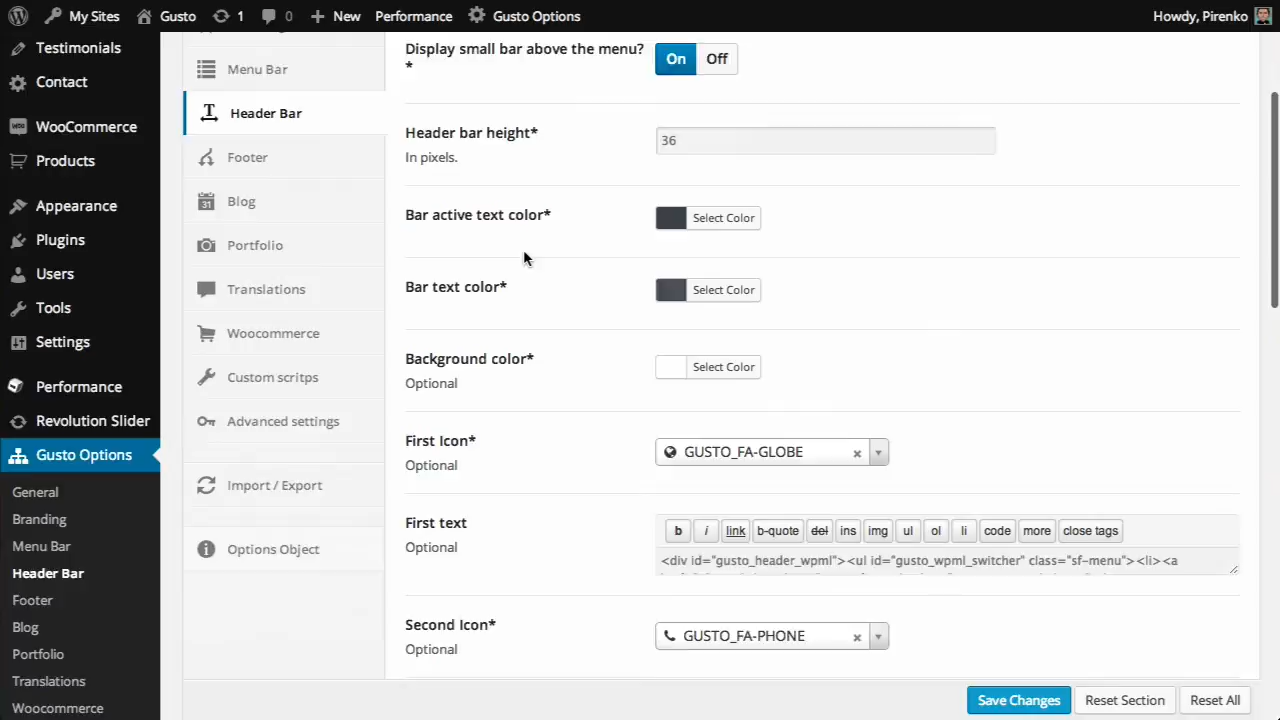 My Sites Gusto 1 0 New Performance Gusto Options Howdy, Pirenko
Testimonials
Contact
WooCommerce
Products
Appearance
Plugins
Users
Tools
Settings
Performance
Revolution Slider
Gusto Options
General
Branding
Menu Bar
Header Bar
Footer
Blog
Portfolio
Translations
Woocommerce
Menu Bar
Header Bar
Footer
Blog
Portfolio
Translations
Woocommerce
Custom scritps
Advanced settings
Import / Export
Options Object
Display small bar above the menu?
*
On Off
Header bar height*
In pixels.
36
Bar active text color*
Select Color
Bar text color*
Select Color
Background color*
Optional
Select Color
First Icon*
Optional
GUSTO_FA-GLOBE
First text
Optional
b i link b-quote del ins img ul ol li code more close tags
<div id="gusto_header_wpml"><ul id="gusto_wpml_switcher" class="sf-menu"><li><a
Second Icon*
Optional
GUSTO_FA-PHONE
Save Changes Reset Section Reset All